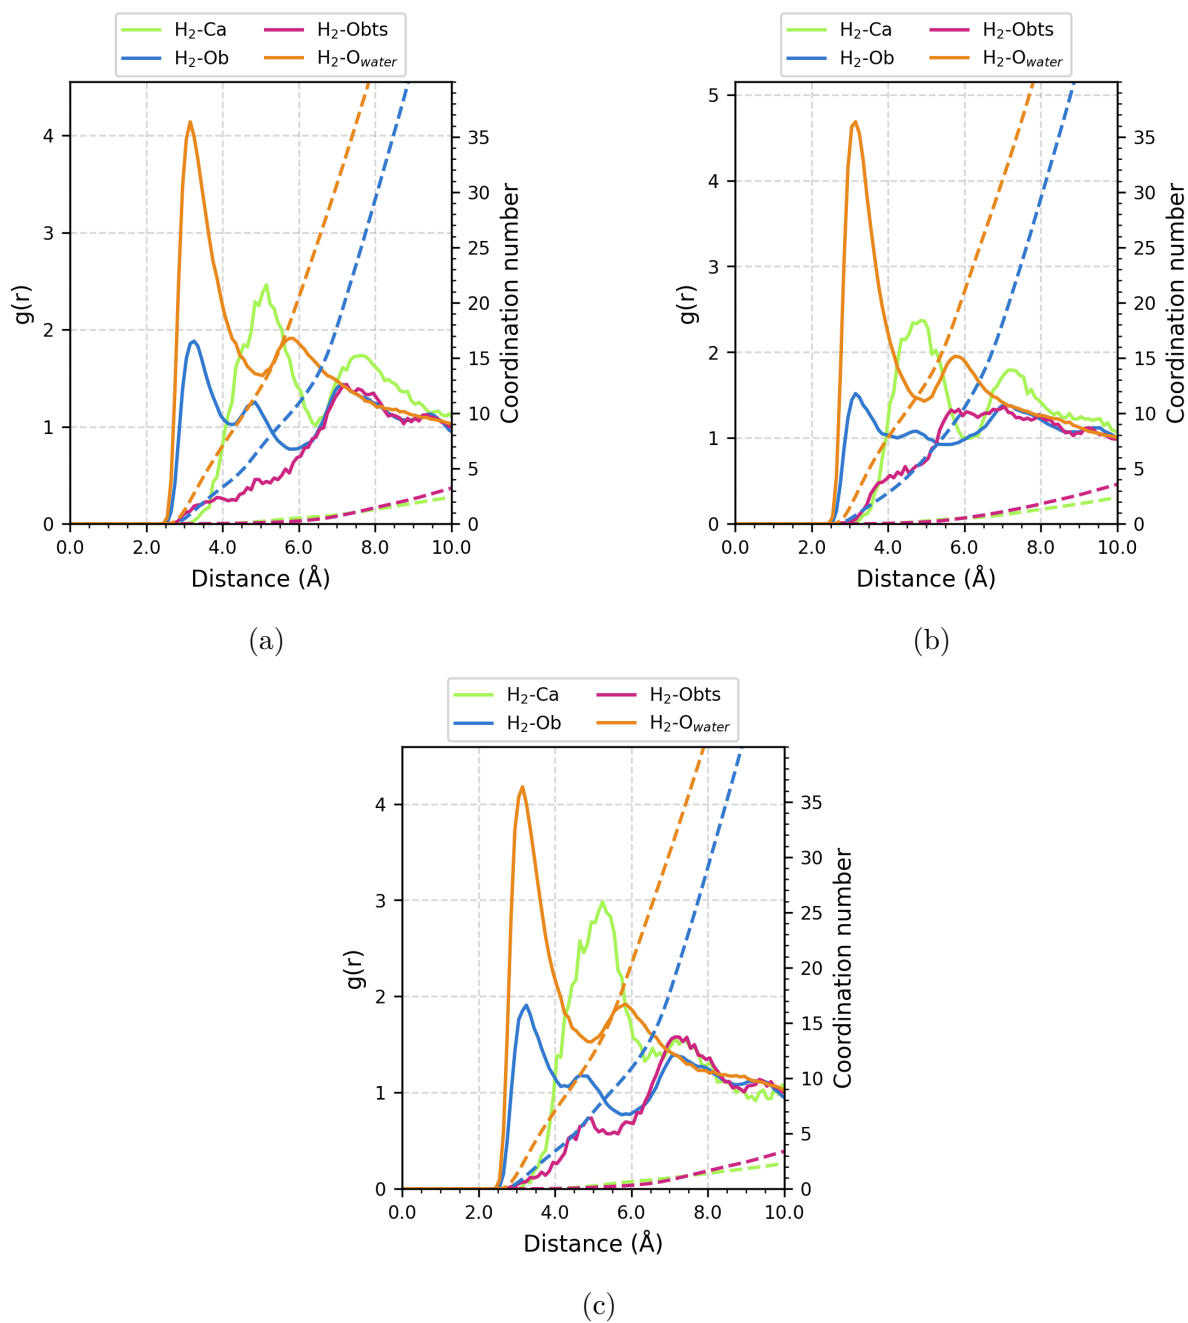 H₂-Ca H₂-Obts
H₂-Ob H₂-Owater
5
4 35
3 30
25
2 20
15
1 10
5
0 0
0.0 2.0 4.0 6.0 8.0 10.0
g(r)
Coordination number
Distance (Å)
(a)
H₂-Ca H₂-Obts
H₂-Ob H₂-Owater
5
4 35
3 30
25
2 20
15
1 10
5
0 0
0.0 2.0 4.0 6.0 8.0 10.0
g(r)
Coordination number
Distance (Å)
(b)
H₂-Ca H₂-Obts
H₂-Ob H₂-Owater
4 35
3 30
25
2 20
15
1 10
5
0 0
0.0 2.0 4.0 6.0 8.0 10.0
g(r)
Coordination number
Distance (Å)
(c)